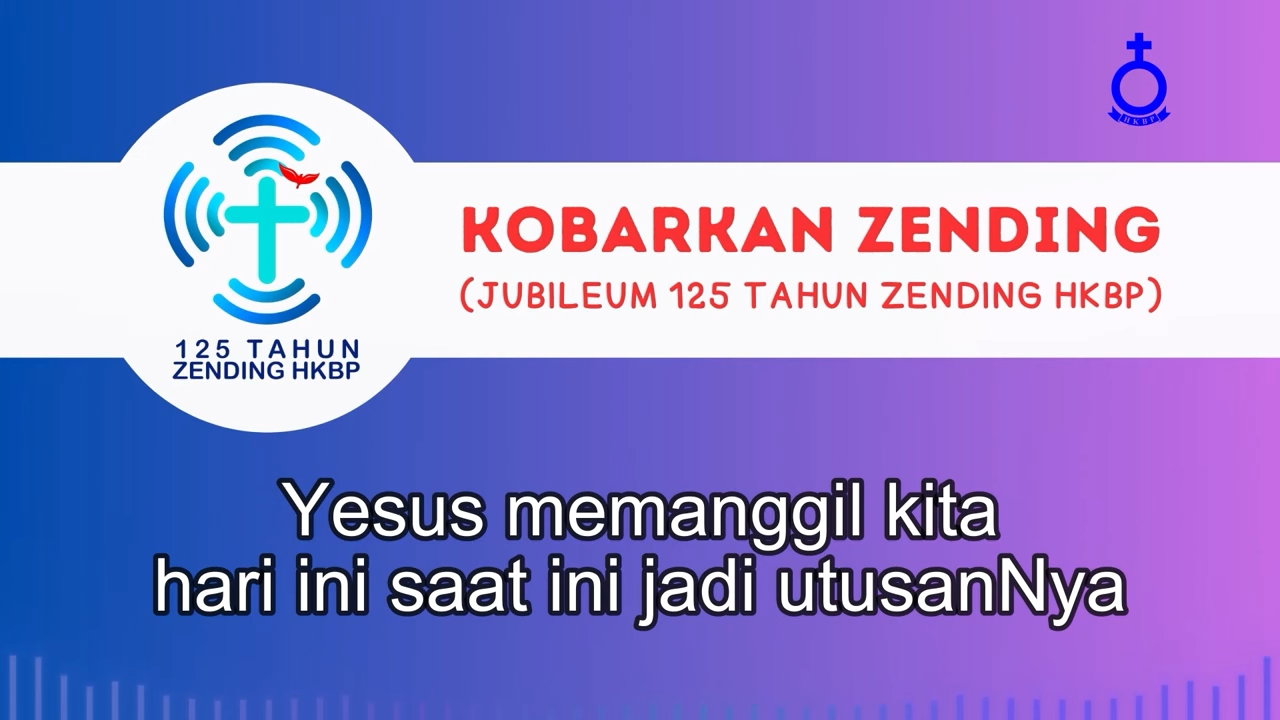 HKBP
125 TAHUN
ZENDING HKBP
KOBARKAN ZENDING
(JUBILEUM 125 TAHUN ZENDING HKBP)
Yesus memanggil kita
hari ini saat ini jadi utusanNya